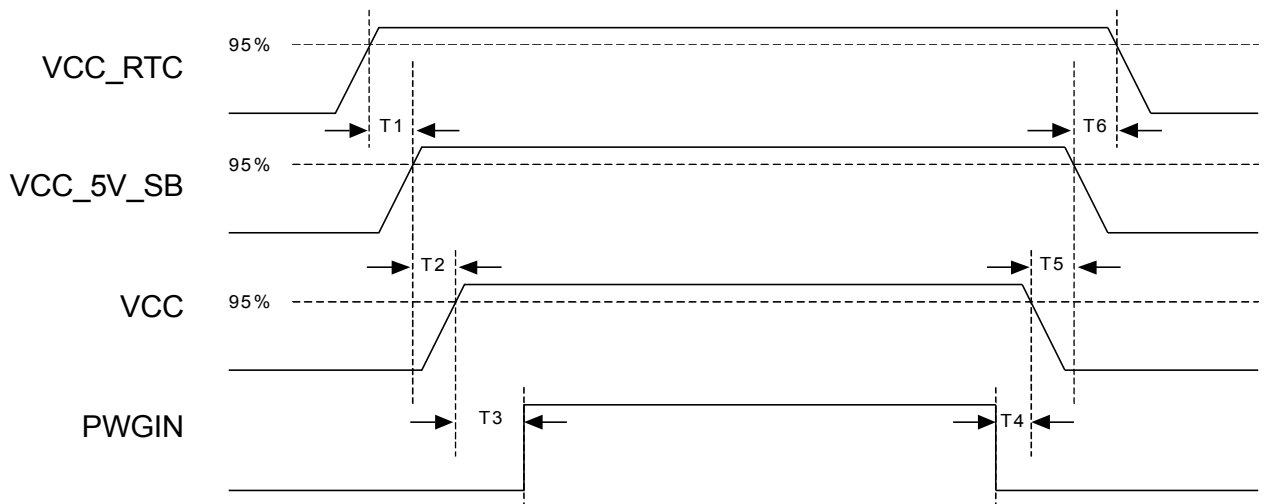 95%
VCC_RTC
T1
T6
95%
VCC_5V_SB
T2
T5
VCC
95%
T3
T4
PWGIN